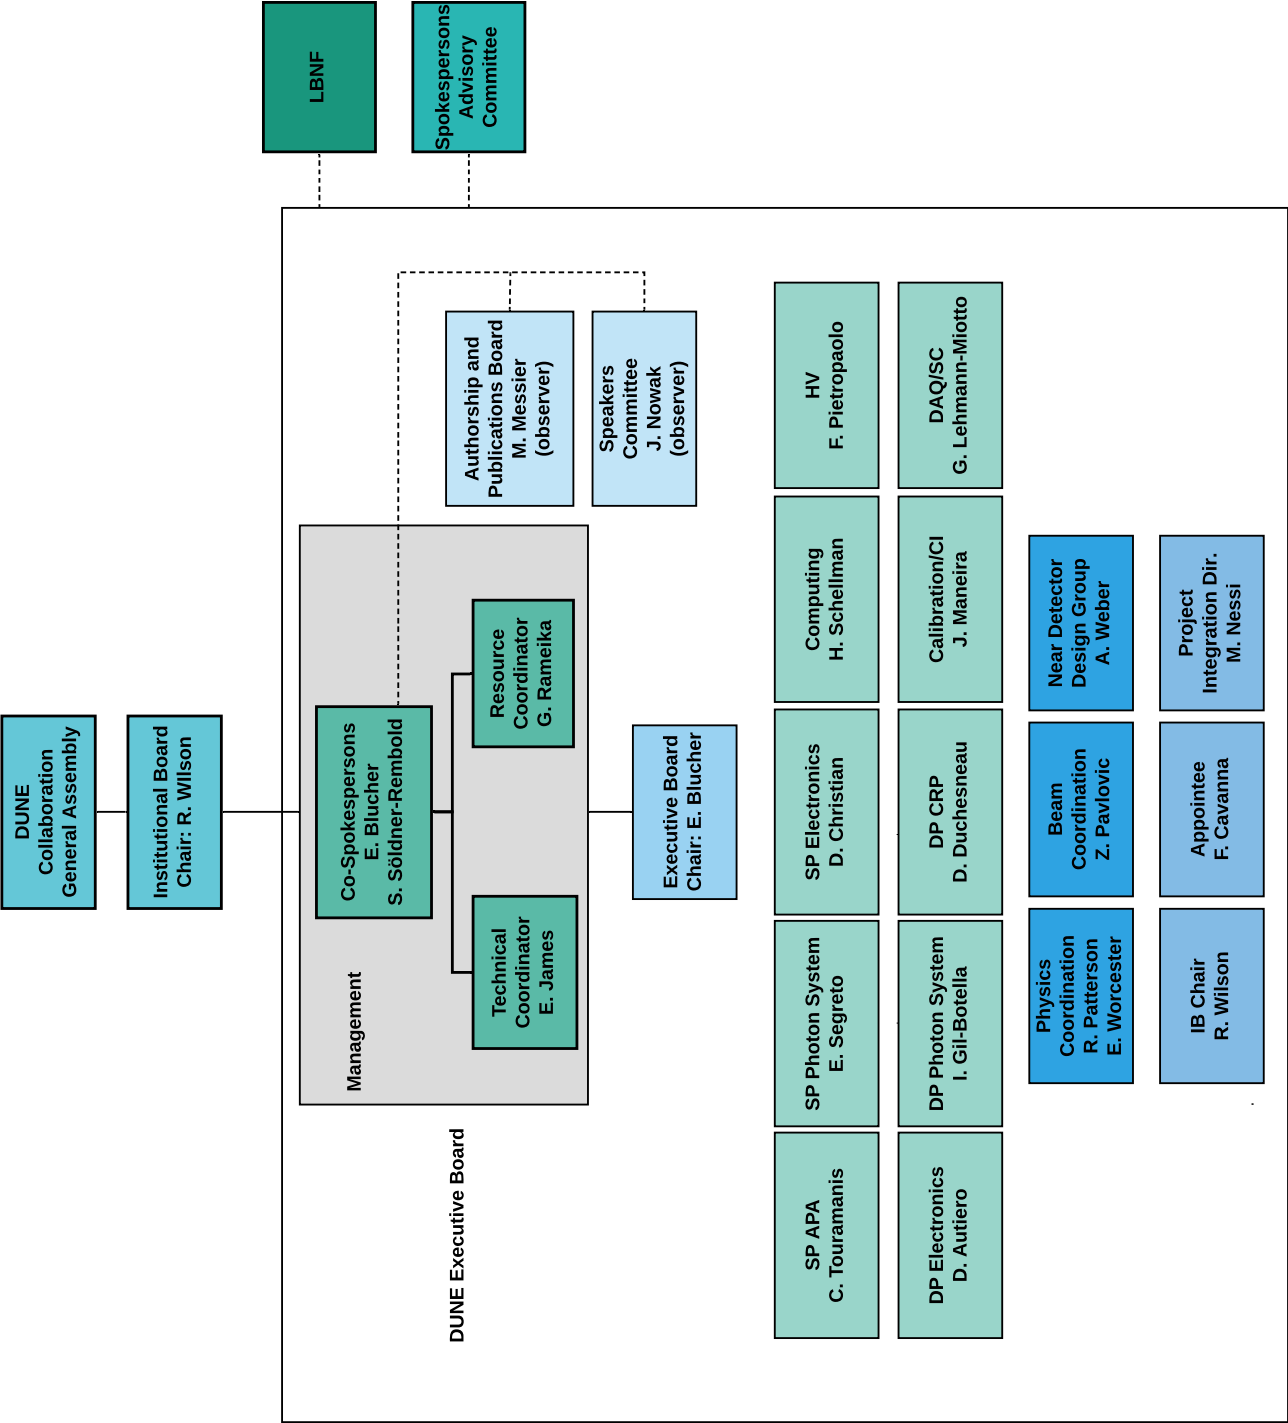 DUNE
Collaboration
General Assembly
Institutional Board
Chair: R. WIlson
LBNF
Spokespersons
Advisory
Committee
DUNE Executive Board
Management
Co-Spokespersons
E. Blucher
S. Söldner-Rembold
Technical
Coordinator
E. James
Resource
Coordinator
G. Rameika
Authorship and
Publications Board
M. Messier
(observer)
Speakers
Committee
J. Nowak
(observer)
Executive Board
Chair: E. Blucher
SP APA
C. Touramanis
SP Photon System
E. Segreto
SP Electronics
D. Christian
Computing
H. Schellman
HV
F. Pietropaolo
DP Electronics
D. Autiero
DP Photon System
I. Gil-Botella
DP CRP
D. Duchesneau
Calibration/CI
J. Maneira
DAQ/SC
G. Lehmann-Miotto
Physics
Coordination
R. Patterson
E. Worcester
Beam
Coordination
Z. Pavlovic
Near Detector
Design Group
A. Weber
IB Chair
R. Wilson
Appointee
F. Cavanna
Project
Integration Dir.
M. Nessi